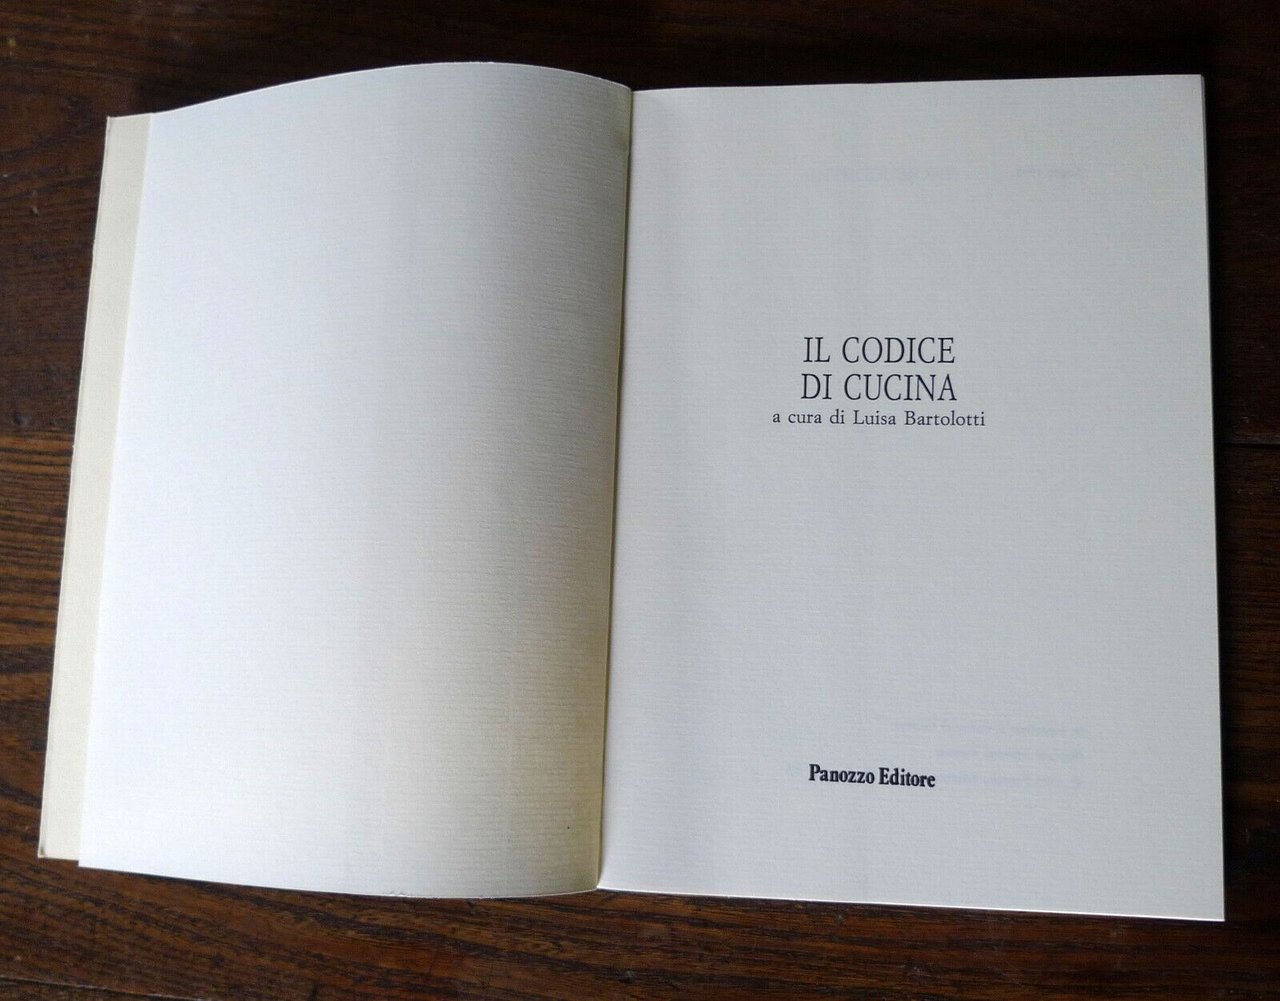 IL CODICE
DI CUCINA
a cura di Luisa Bartolotti
Panozzo Editore